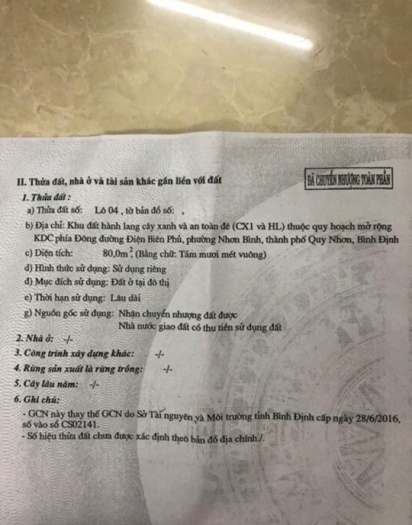 II. Thửa đất, nhà ở và tài sản khác gắn liền với đất
ĐÃ CHUYỂN NHƯỢNG TOÀN PHẦN
1. Thửa đất:
a) Thửa đất số: Lô 04 , tờ bản đồ số: ,
b) Địa chỉ: Khu đất hành lang cây xanh và an toàn đê (CX1 và HL) thuộc quy hoạch mở rộng
KDC phía Đông đường Điện Biên Phủ, phường Nhơn Bình, thành phố Quy Nhơn, Bình Định
c) Diện tích: 80,0m², (Bằng chữ: Tám mươi mét vuông)
d) Hình thức sử dụng: Sử dụng riêng
đ) Mục đích sử dụng: Đất ở tại đô thị
e) Thời hạn sử dụng: Lâu dài
g) Nguồn gốc sử dụng: Nhận chuyển nhượng đất được
Nhà nước giao đất có thu tiền sử dụng đất
2. Nhà ở: -/-
3. Công trình xây dựng khác: -/-
4. Rừng sản xuất là rừng trồng: -/-
5. Cây lâu năm: -/-
6. Ghi chú:
- GCN này thay thế GCN do Sở Tài nguyên và Môi trường tỉnh Bình Định cấp ngày 28/6/2016,
số vào sổ CS02141.
- Số hiệu thửa đất chưa được xác định theo bản đồ địa chính./.